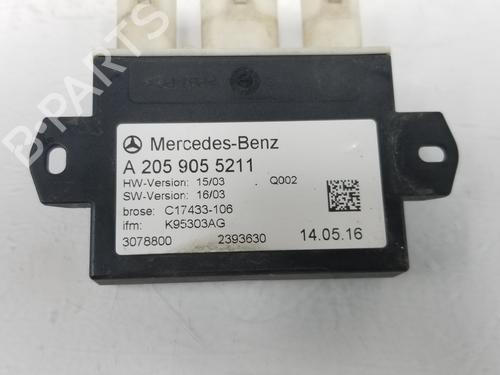 Mercedes-Benz
A 205 905 5211
HW-Version: 15/03 Q002
SW-Version: 16/03
brose: C17433-106
ifm: K95303AG
3078800 2393630 14.05.16
B-PARTS